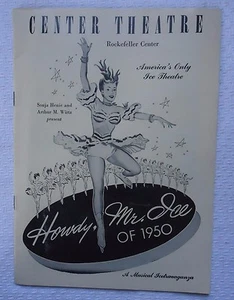 CENTER THEATRE
Rockefeller Center
America's Only
Ice Theatre
Sonja Henie and
Arthur M. Wirtz
present
Howdy, Mr. Ice
OF 1950
A Musical Extravaganza